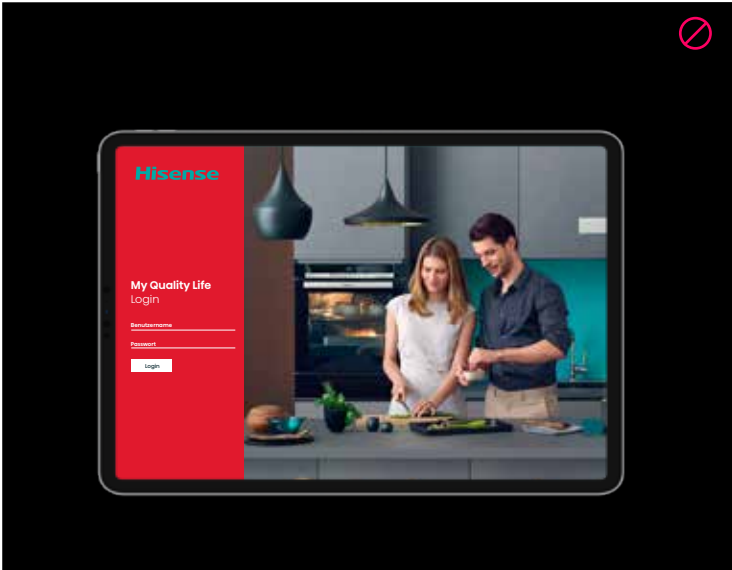 Hisense
My Quality Life
Login
Benutzername
Passwort
Login